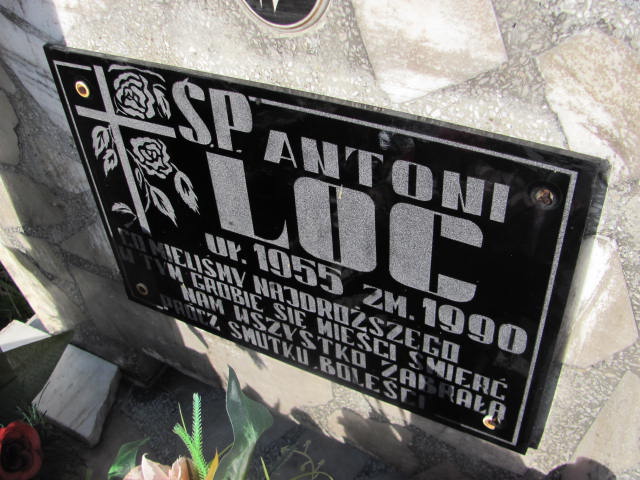 ŚP ANTONI
LOC
UR. 1955 ZM. 1990
CO MIELIŚMY NAJDROŻSZEGO
W TYM GROBIE SIĘ MIEŚCI ŚMIERĆ
NAM WSZYSTKO ZABRAŁA
PRÓCZ SMUTKU, BOLEŚCI